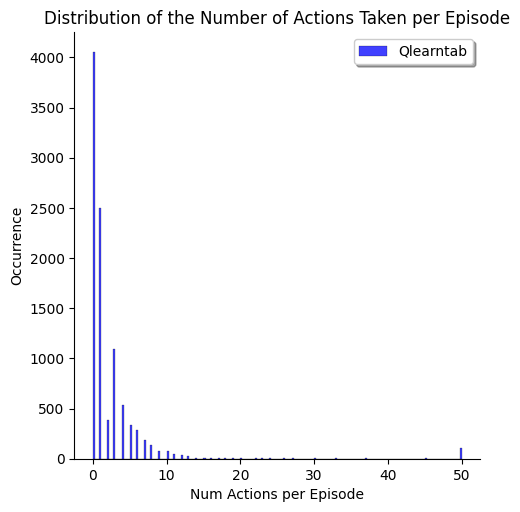 Distribution of the Number of Actions Taken per Episode
Qlearntab
4000
3500
3000
2500
2000
1500
1000
500
0
Occurrence
0 10 20 30 40 50
Num Actions per Episode